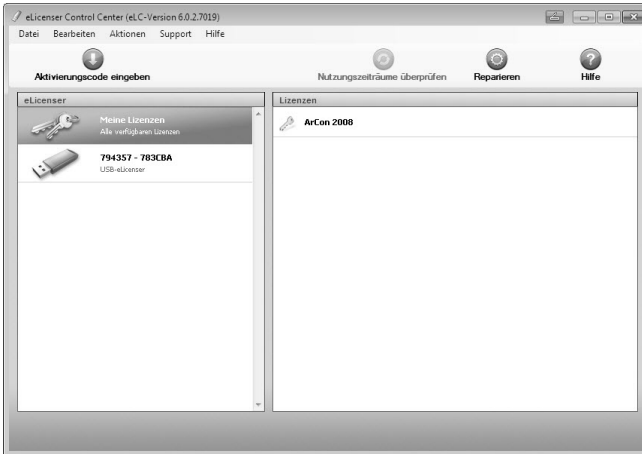 eLicenser Control Center (eLC-Version 6.0.2.7019)
Datei Bearbeiten Aktionen Support Hilfe
Aktivierungscode eingeben Nutzungszeiträume überprüfen Reparieren Hilfe
eLicenser
Meine Lizenzen
Alle verfügbaren Lizenzen
794357 - 783CBA
USB-eLicenser
Lizenzen
ArCon 2008